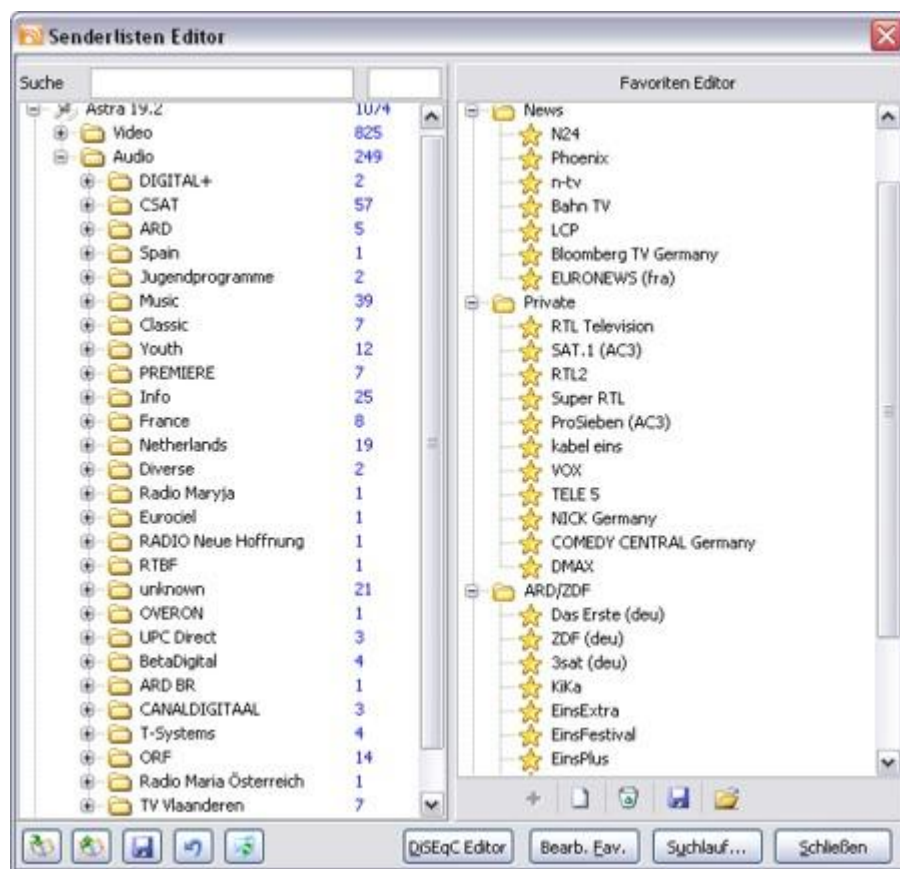 Senderlisten Editor
Suche
Astra 19.2 1074
Video 825
Audio 249
DIGITAL+ 2
CSAT 57
ARD 5
Spain 1
Jugendprogramme 2
Music 39
Classic 7
Youth 12
PREMIERE 7
Info 25
France 8
Netherlands 19
Diverse 2
Radio Maryja 1
Eurociel 1
RADIO Neue Hoffnung 1
RTBF 1
unknown 21
OVERON 1
UPC Direct 3
BetaDigital 4
ARD BR 1
CANALDIGITAAL 3
T-Systems 4
ORF 14
Radio Maria Österreich 1
TV Vlaanderen 7
Favoriten Editor
News
N24
Phoenix
n-tv
Bahn TV
LCP
Bloomberg TV Germany
EURONEWS (fra)
Private
RTL Television
SAT.1 (AC3)
RTL2
Super RTL
ProSieben (AC3)
kabel eins
VOX
TELE 5
NICK Germany
COMEDY CENTRAL Germany
DMAX
ARD/ZDF
Das Erste (deu)
ZDF (deu)
3sat (deu)
KiKa
EinsExtra
EinsFestival
EinsPlus
DiSEqC Editor
Bearb. Fav.
Suchlauf...
Schließen